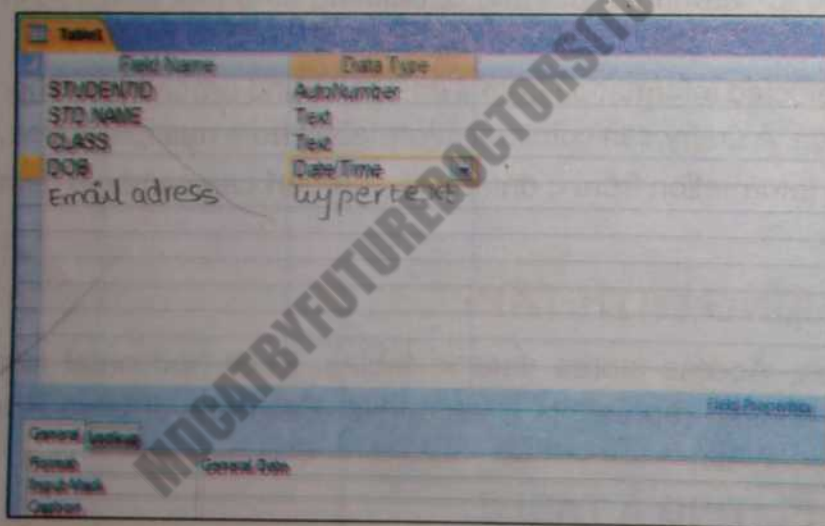 Table1
Field Name Data Type
STUDENTID AutoNumber
STD NAME Text
CLASS Text
DOB Date/Time
Email adress hypertext
Field Properties
General Lookup
Format General Date
Input Mask
Caption
MDCATBYFUTUREDOCTORS